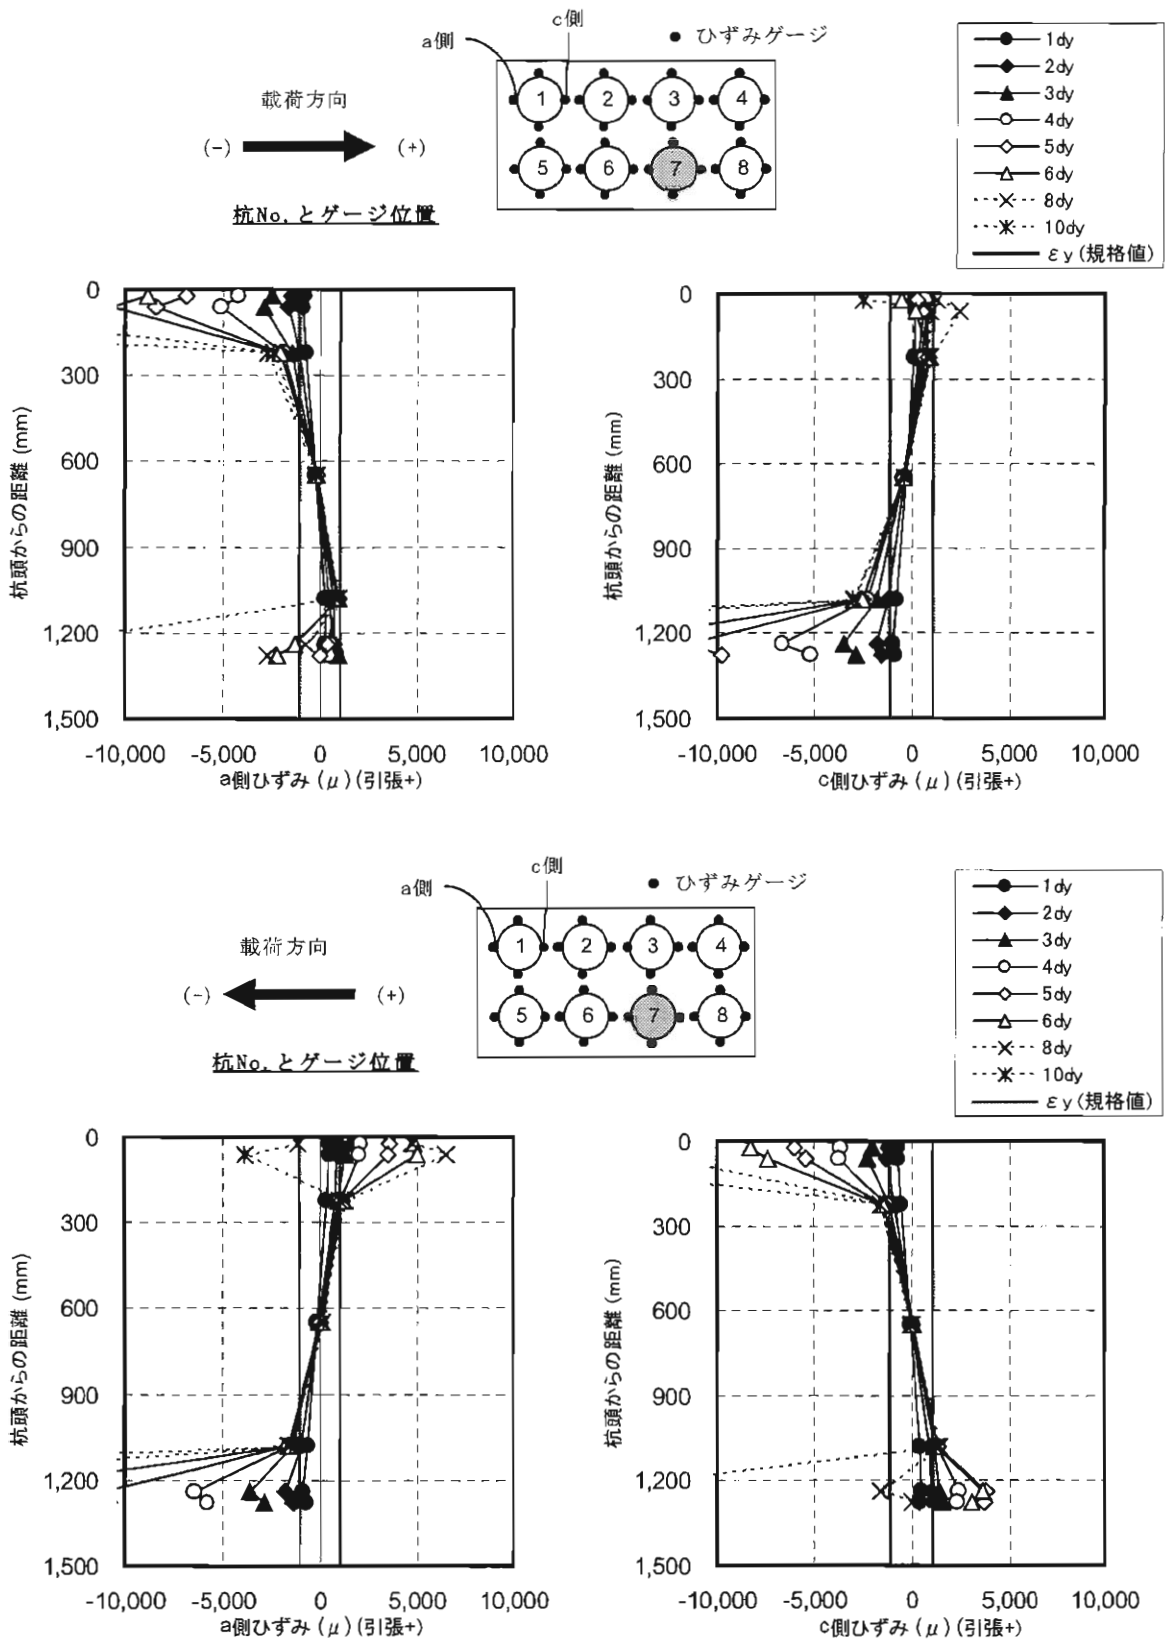 c側
a側
● ひずみゲージ
載荷方向
(-) (+)
1 2 3 4
5 6 7 8
杭No.とゲージ位置
1dy
2dy
3dy
4dy
5dy
6dy
8dy
10dy
εy(規格値)
0
300
600
900
1,200
1,500
杭頭からの距離(mm)
-10,000 -5,000 0 5,000 10,000
a側ひずみ(μ)(引張+)
0
300
600
900
1,200
1,500
杭頭からの距離(mm)
-10,000 -5,000 0 5,000 10,000
c側ひずみ(μ)(引張+)
c側
a側
● ひずみゲージ
載荷方向
(-) (+)
1 2 3 4
5 6 7 8
杭No.とゲージ位置
1dy
2dy
3dy
4dy
5dy
6dy
8dy
10dy
εy(規格値)
0
300
600
900
1,200
1,500
杭頭からの距離(mm)
-10,000 -5,000 0 5,000 10,000
a側ひずみ(μ)(引張+)
0
300
600
900
1,200
1,500
杭頭からの距離(mm)
-10,000 -5,000 0 5,000 10,000
c側ひずみ(μ)(引張+)